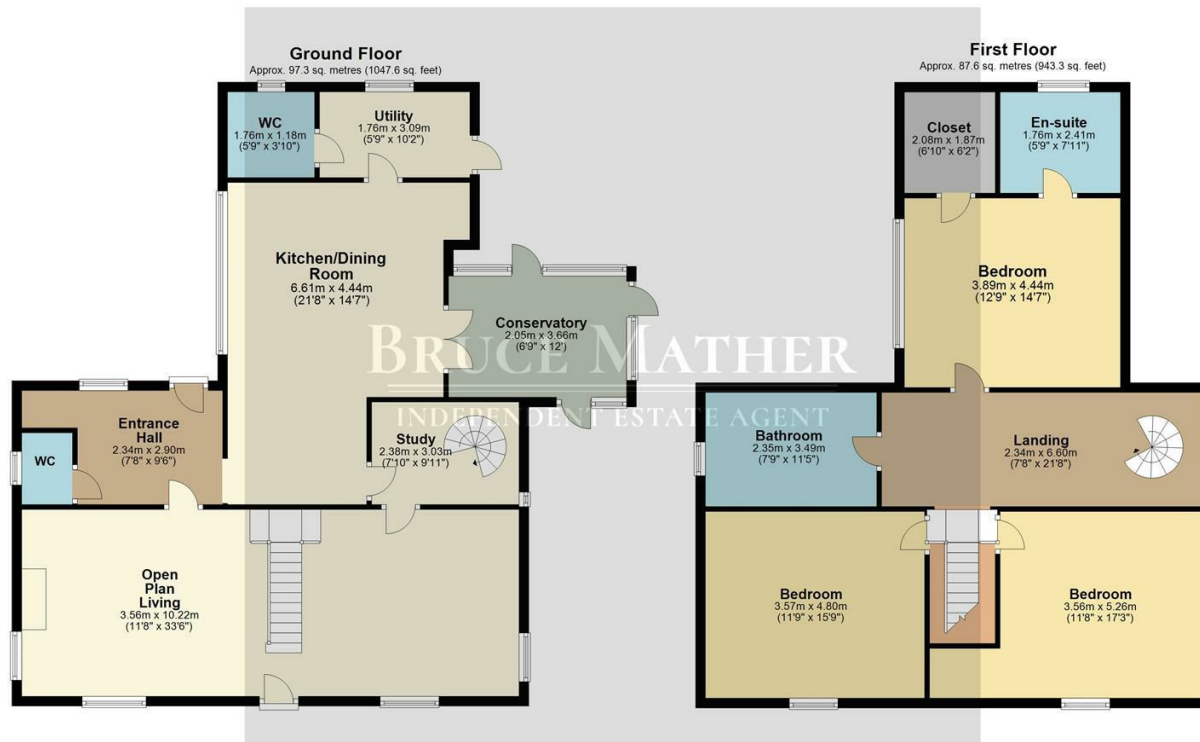 Ground Floor
Approx. 97.3 sq. metres (1047.6 sq. feet)
WC
1.76m x 1.18m
(5'9" x 3'10")
Utility
1.76m x 3.09m
(5'9" x 10'2")
Kitchen/Dining
Room
6.61m x 4.44m
(21'8" x 14'7")
Conservatory
2.05m x 3.66m
(6'9" x 12')
Entrance
Hall
2.34m x 2.90m
(7'8" x 9'6")
WC
Study
2.38m x 3.03m
(7'10" x 9'11")
Open
Plan
Living
3.56m x 10.22m
(11'8" x 33'6")
First Floor
Approx. 87.6 sq. metres (943.3 sq. feet)
Closet
2.08m x 1.87m
(6'10" x 6'2")
En-suite
1.76m x 2.41m
(5'9" x 7'11")
Bedroom
3.89m x 4.44m
(12'9" x 14'7")
Bathroom
2.35m x 3.49m
(7'9" x 11'5")
Landing
2.34m x 6.60m
(7'8" x 21'8")
Bedroom
3.57m x 4.80m
(11'9" x 15'9")
Bedroom
3.56m x 5.26m
(11'8" x 17'3")
BRUCE MATHER
INDEPENDENT ESTATE AGENT